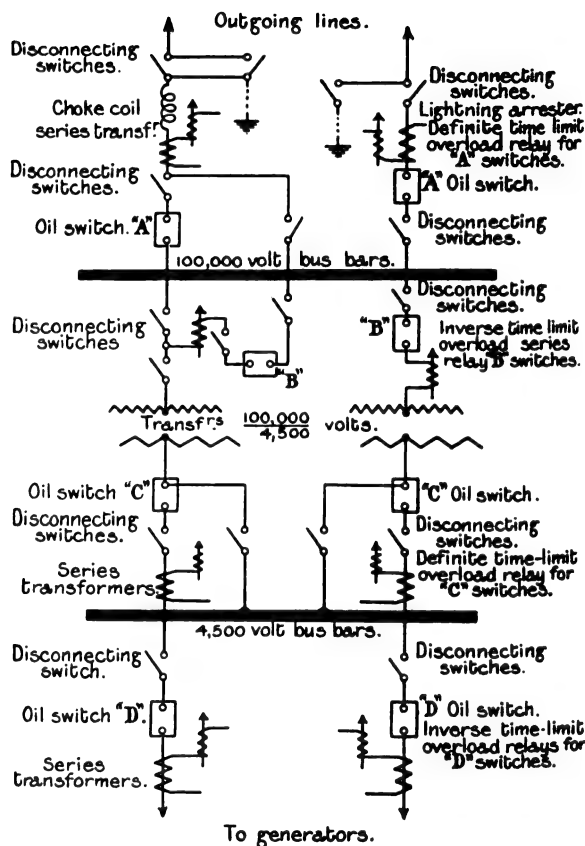 Outgoing lines.
Disconnecting
switches.
Choke coil
series transfr.
Disconnecting
switches.
Lightning arrester.
Definite time limit
overload relay for
"A" switches.
Disconnecting
switches.
"A" Oil switch.
Oil switch. "A"
Disconnecting
switches.
100,000 volt bus bars.
Disconnecting
switches
"B"
Disconnecting
switches.
"B"
Inverse time limit
overload series
relay "B" switches.
Transfrs 100,000 volts.
4,500
Oil switch "C"
"C" Oil switch.
Disconnecting
switches.
Disconnecting
switches.
Series
transformers
Definite time-limit
overload relay for
"C" switches.
4,500 volt bus bars.
Disconnecting
switch.
Disconnecting
switches.
Oil switch "D".
"D" Oil switch.
Series
transformers.
Inverse time-limit
overload relays for
"D" switches.
To generators.